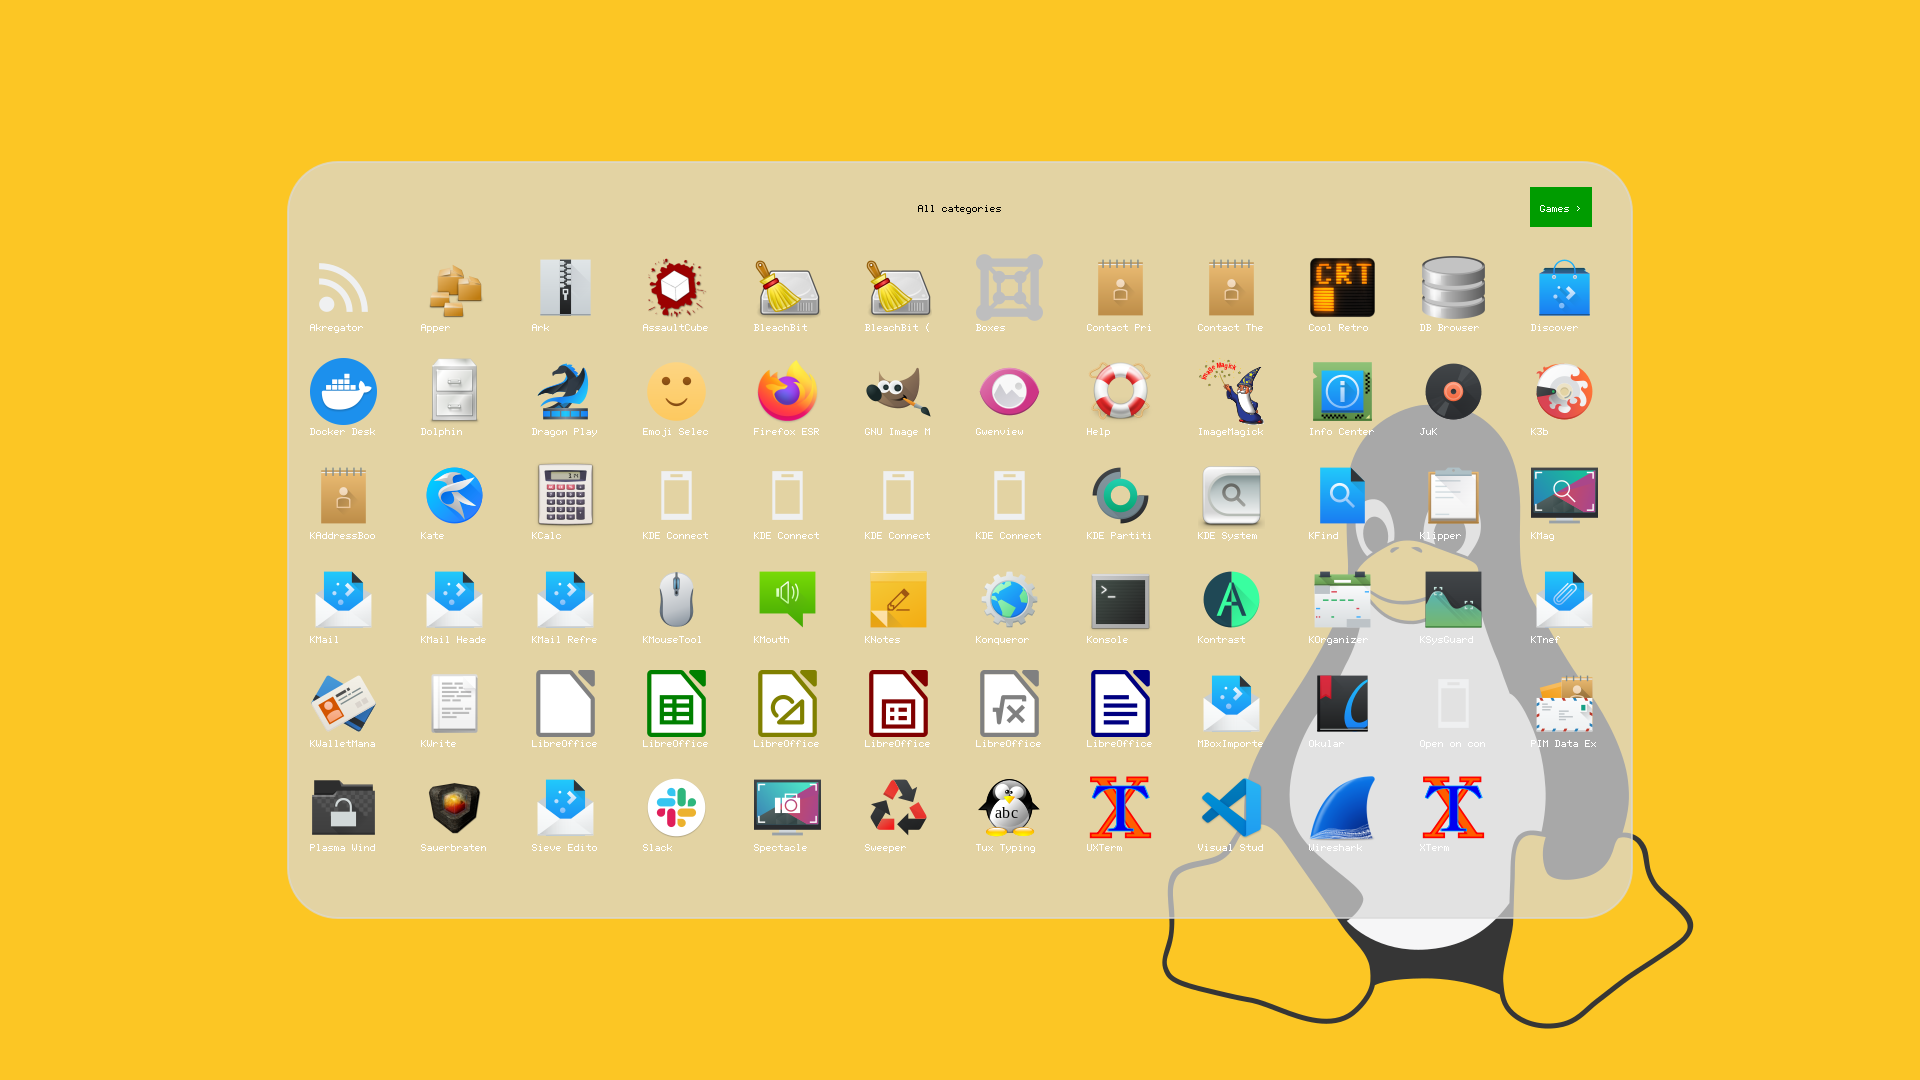 All categories
Games >
Akregator
Apper
Ark
AssaultCube
BleachBit
BleachBit (
Boxes
Contact Pri
Contact The
Cool Retro
DB Browser
Discover
Docker Desk
Dolphin
Dragon Play
Emoji Selec
Firefox ESR
GNU Image M
Gwenview
Help
ImageMagick
Info Center
JuK
K3b
KAddressBoo
Kate
KCalc
KDE Connect
KDE Connect
KDE Connect
KDE Connect
KDE Partiti
KDE System
KFind
Klipper
KMag
KMail
KMail Heade
KMail Refre
KMouseTool
KMouth
KNotes
Konqueror
Konsole
Kontrast
KOrganizer
KSysGuard
KTnef
KWalletMana
KWrite
LibreOffice
LibreOffice
LibreOffice
LibreOffice
LibreOffice
LibreOffice
MBoxImporte
Okular
Open on con
PIM Data Ex
Plasma Wind
Sauerbraten
Sieve Edito
Slack
Spectacle
Sweeper
abc
Tux Typing
UXTerm
Visual Stud
Wireshark
XTerm
CRT
Image Magick